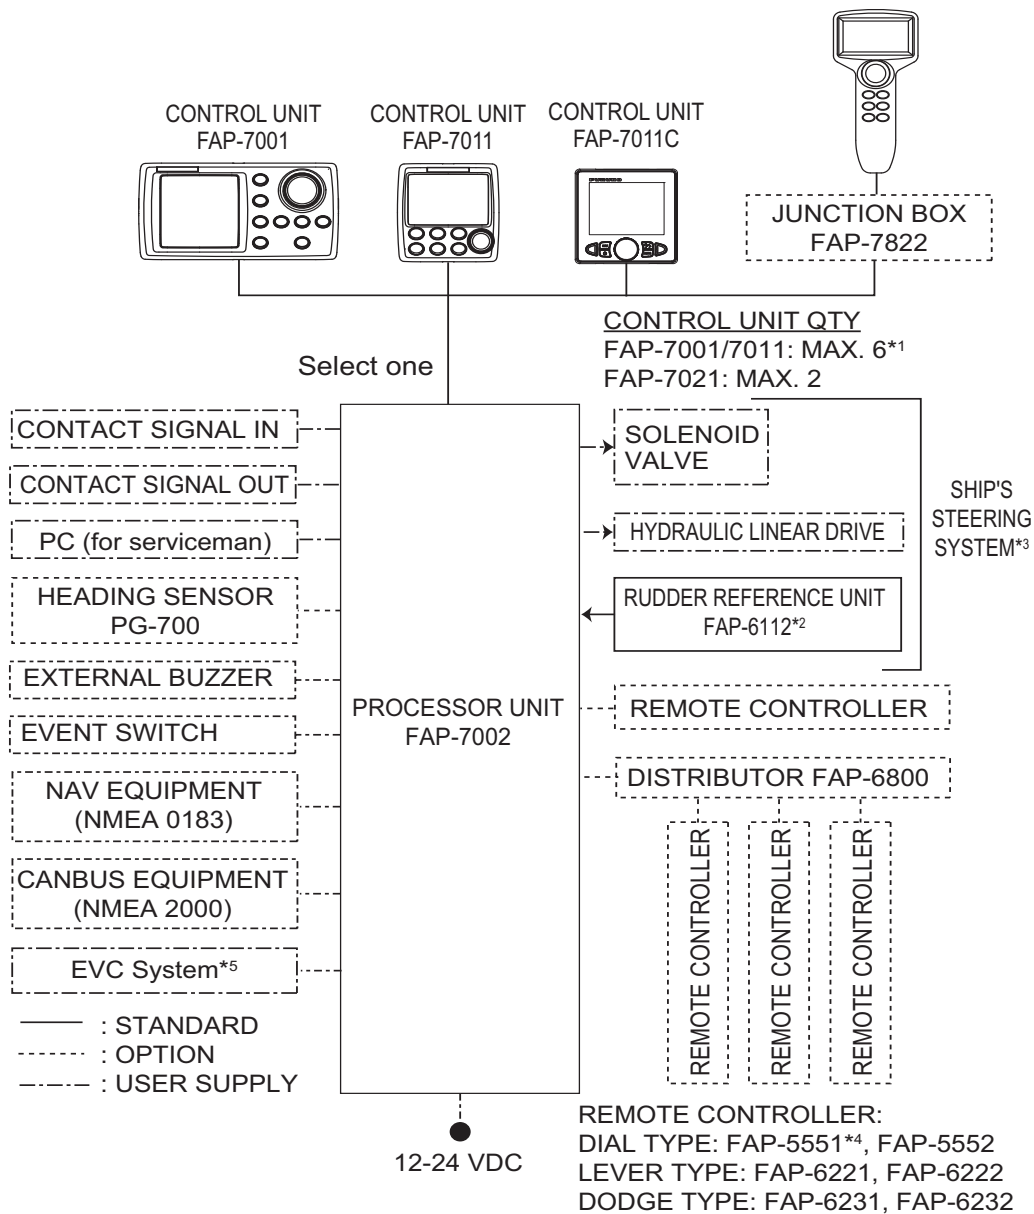 CONTROL UNIT
FAP-7001
CONTROL UNIT
FAP-7011
CONTROL UNIT
FAP-7011C
JUNCTION BOX
FAP-7822
CONTROL UNIT QTY
FAP-7001/7011: MAX. 6*1
FAP-7021: MAX. 2
Select one
CONTACT SIGNAL IN
CONTACT SIGNAL OUT
PC (for serviceman)
HEADING SENSOR
PG-700
EXTERNAL BUZZER
EVENT SWITCH
NAV EQUIPMENT
(NMEA 0183)
CANBUS EQUIPMENT
(NMEA 2000)
EVC System*5
: STANDARD
: OPTION
: USER SUPPLY
PROCESSOR UNIT
FAP-7002
12-24 VDC
SOLENOID
VALVE
HYDRAULIC LINEAR DRIVE
RUDDER REFERENCE UNIT
FAP-6112*2
SHIP'S
STEERING
SYSTEM*3
REMOTE CONTROLLER
DISTRIBUTOR FAP-6800
REMOTE CONTROLLER
REMOTE CONTROLLER
REMOTE CONTROLLER
REMOTE CONTROLLER:
DIAL TYPE: FAP-5551*4, FAP-5552
LEVER TYPE: FAP-6221, FAP-6222
DODGE TYPE: FAP-6231, FAP-6232